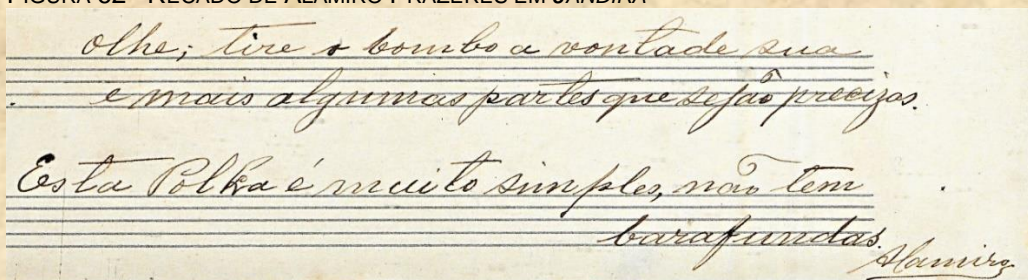 FIGURA 32 - RECADO DE ALAMIRO PRAZERES EM JANDIRA
olhe; tire o bombo a vontade sua
e mais algumas partes que sejão precizas.
Esta Polka é muito simples, não tem
barafundas.
Alamiro